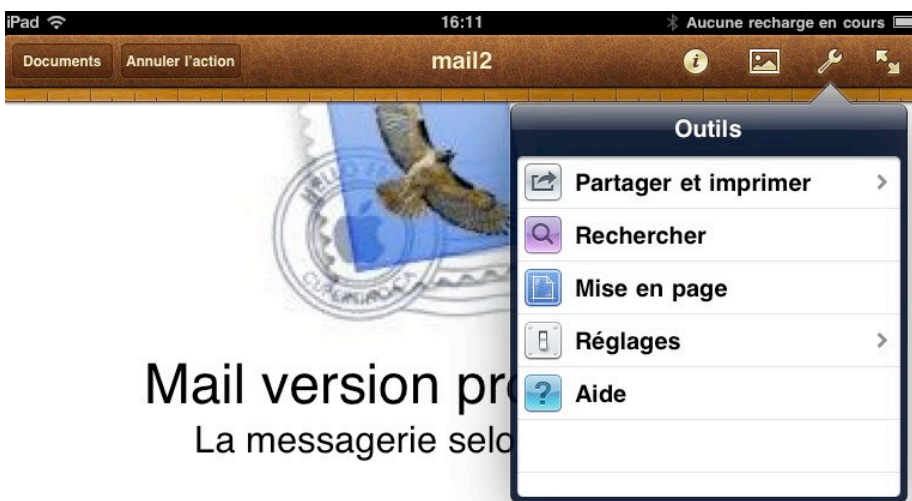 iPad 16:11 Aucune recharge en cours
Documents Annuler l'action mail2
Outils
Partager et imprimer
Rechercher
Mise en page
Réglages
Aide
Mail version pro
La messagerie selo